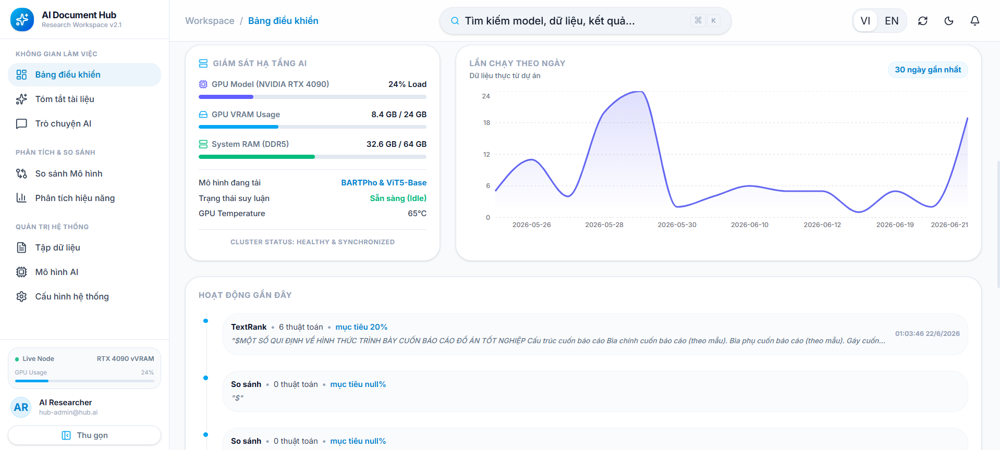 AI Document Hub
Research Workspace v2.1
KHÔNG GIAN LÀM VIỆC
Bảng điều khiển
Tóm tắt tài liệu
Trò chuyện AI
PHÂN TÍCH & SO SÁNH
So sánh Mô hình
Phân tích hiệu năng
QUẢN TRỊ HỆ THỐNG
Tập dữ liệu
Mô hình AI
Cấu hình hệ thống
Live Node RTX 4090 vVRAM
GPU Usage 24%
AR
AI Researcher
hub-admin@hub.ai
Thu gọn
Workspace / Bảng điều khiển
Tìm kiếm model, dữ liệu, kết quả...
⌘ K
VI EN
GIÁM SÁT HẠ TẦNG AI
GPU Model (NVIDIA RTX 4090) 24% Load
GPU VRAM Usage 8.4 GB / 24 GB
System RAM (DDR5) 32.6 GB / 64 GB
Mô hình đang tải BARTPho & ViT5-Base
Trạng thái suy luận Sẵn sàng (Idle)
GPU Temperature 65°C
CLUSTER STATUS: HEALTHY & SYNCHRONIZED
LẦN CHẠY THEO NGÀY
Dữ liệu thực từ dự án
30 ngày gần nhất
24
18
12
6
0
2026-05-26 2026-05-28 2026-05-30 2026-06-10 2026-06-12 2026-06-19 2026-06-21
HOẠT ĐỘNG GẦN ĐÂY
TextRank • 6 thuật toán • mục tiêu 20%
"$MỘT SỐ QUI ĐỊNH VỀ HÌNH THỨC TRÌNH BÀY CUỐN BÁO CÁO ĐỒ ÁN TỐT NGHIỆP Cấu trúc cuốn báo cáo Bìa chính cuốn báo cáo (theo mẫu). Bìa phụ cuốn báo cáo (theo mẫu). Gáy cuốn...
01:03:46 22/6/2026
So sánh • 0 thuật toán • mục tiêu null%
"$"
So sánh • 0 thuật toán • mục tiêu null%